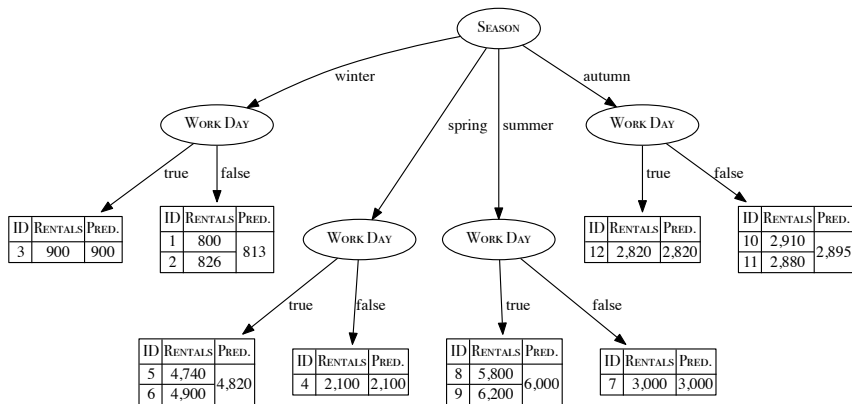 SEASON
winter
spring
summer
autumn
WORK DAY
WORK DAY
true
false
true
false
ID RENTALS PRED.
3 900 900
ID RENTALS PRED.
1 800 813
2 826
WORK DAY
WORK DAY
ID RENTALS PRED.
12 2,820 2,820
ID RENTALS PRED.
10 2,910 2,895
11 2,880
true
false
true
false
ID RENTALS PRED.
5 4,740 4,820
6 4,900
ID RENTALS PRED.
4 2,100 2,100
ID RENTALS PRED.
8 5,800 6,000
9 6,200
ID RENTALS PRED.
7 3,000 3,000